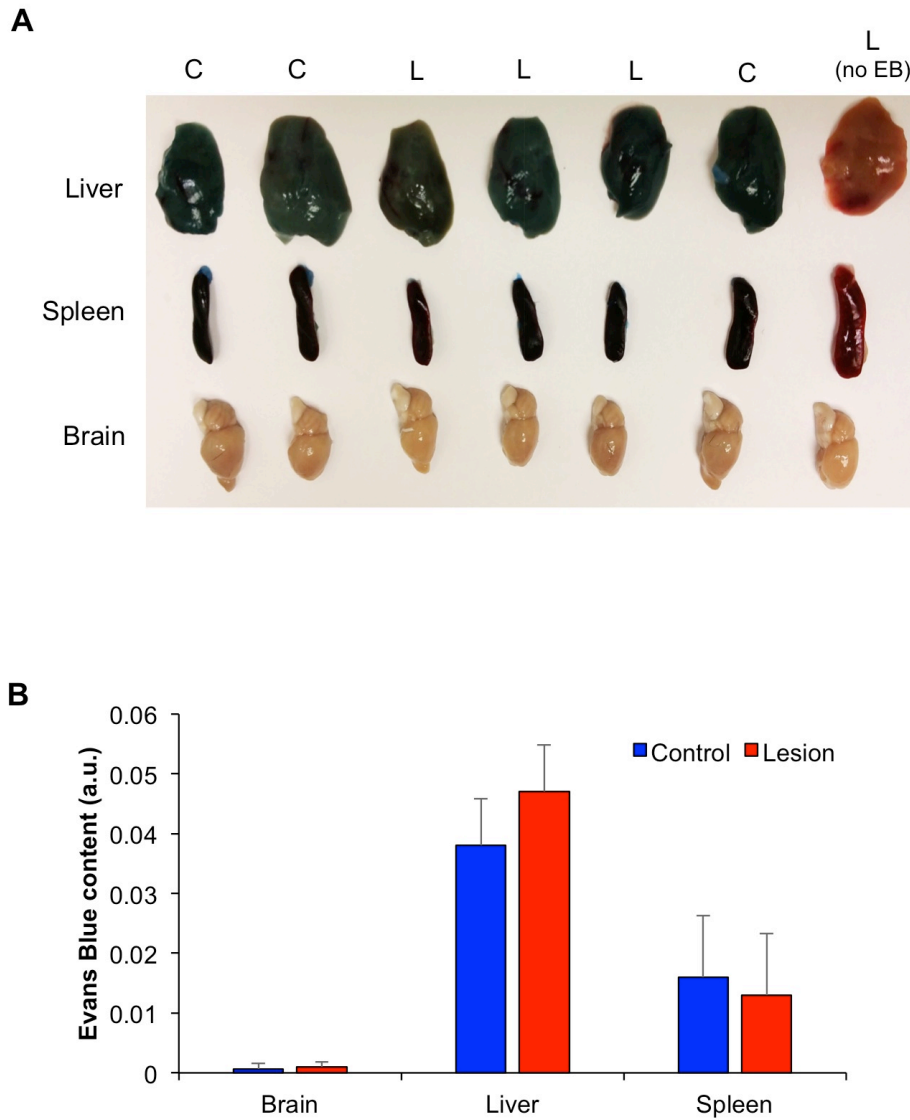 A
C C L L L C L
(no EB)
Liver
Spleen
Brain
B
Evans Blue content (a.u.)
0.06
0.05
0.04
0.03
0.02
0.01
0
Control Lesion
Brain Liver Spleen